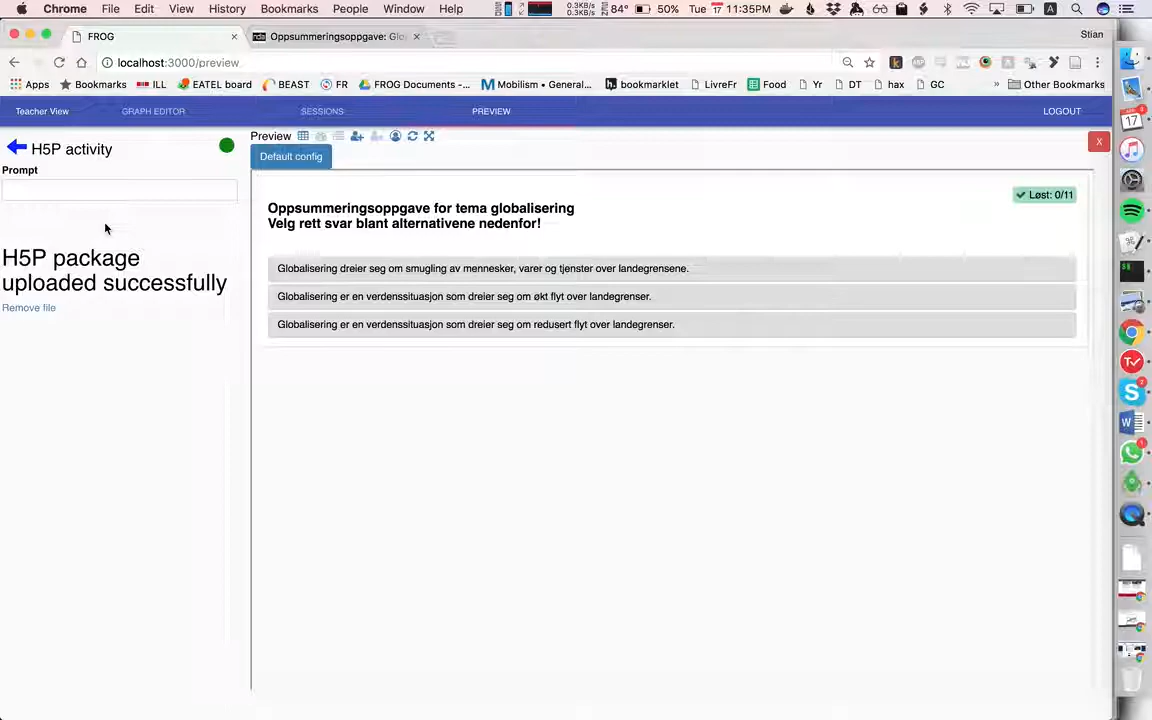 Chrome File Edit View History Bookmarks People Window Help 0.3KB/s 0.3KB/s 84° 50% Tue 17 11:35PM
FROG Oppsummeringsoppgave: Glo Stian
localhost:3000/preview
Apps Bookmarks ILL EATEL board BEAST FR FROG Documents -... Mobilism • General... bookmarklet LivreFr Food Yr DT hax GC » Other Bookmarks
Teacher View GRAPH EDITOR SESSIONS PREVIEW LOGOUT
H5P activity
Prompt
H5P package
uploaded successfully
Remove file
Preview
X
Default config
Løst: 0/11
Oppsummeringsoppgave for tema globalisering
Velg rett svar blant alternativene nedenfor!
Globalisering dreier seg om smugling av mennesker, varer og tjenster over landegrensene.
Globalisering er en verdenssituasjon som dreier seg om økt flyt over landegrenser.
Globalisering er en verdenssituasjon som dreier seg om redusert flyt over landegrenser.